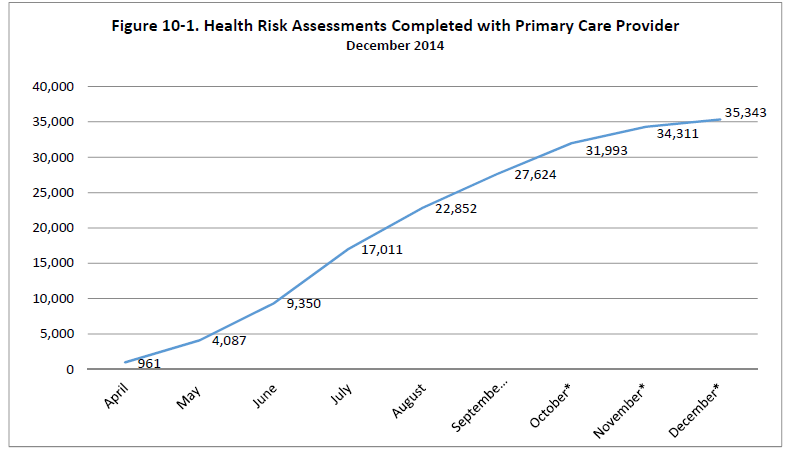 Figure 10-1. Health Risk Assessments Completed with Primary Care Provider
December 2014
40,000
35,000
30,000
25,000
20,000
15,000
10,000
5,000
0
961
4,087
9,350
17,011
22,852
27,624
31,993
34,311
35,343
April
May
June
July
August
Septembe...
October*
November*
December*